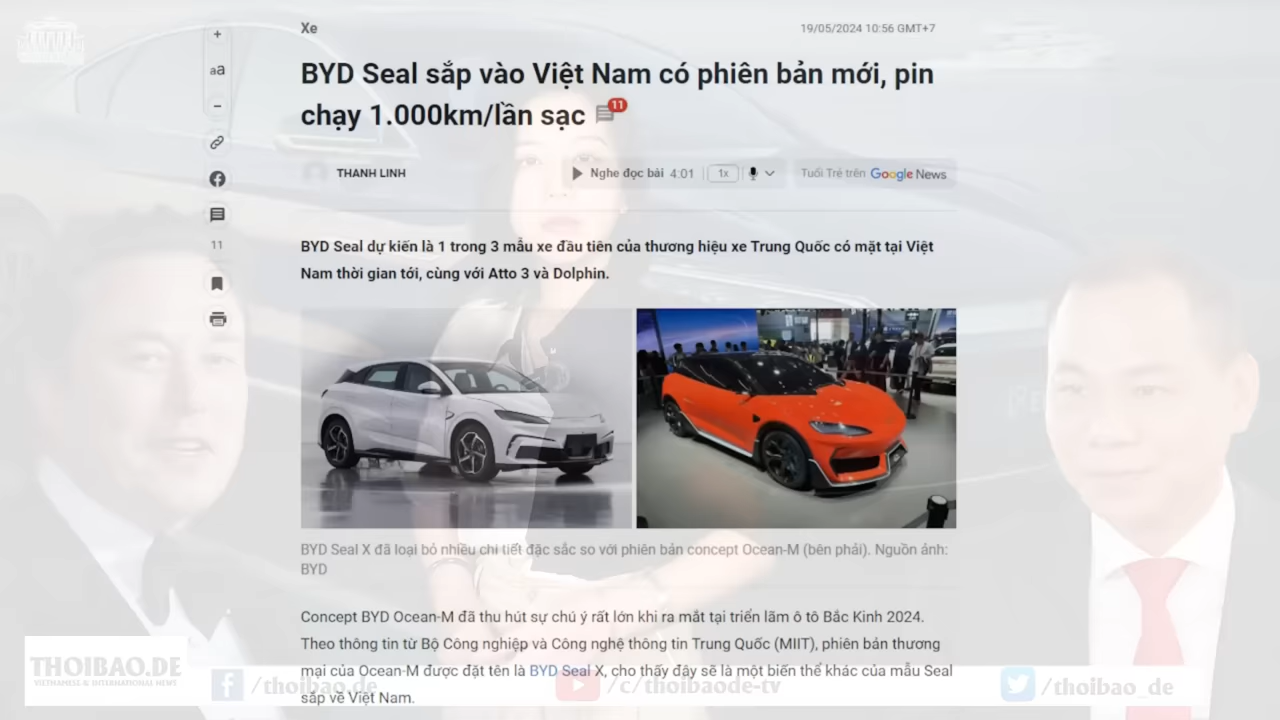 Xe
19/05/2024 10:56 GMT+7
BYD Seal sắp vào Việt Nam có phiên bản mới, pin
chạy 1.000km/lần sạc
11
aa
THANH LINH
Nghe đọc bài 4:01
1x
Tuổi Trẻ trên Google News
11
BYD Seal dự kiến là 1 trong 3 mẫu xe đầu tiên của thương hiệu xe Trung Quốc có mặt tại Việt
Nam thời gian tới, cùng với Atto 3 và Dolphin.
BYD Seal X đã loại bỏ nhiều chi tiết đặc sắc so với phiên bản concept Ocean-M (bên phải). Nguồn ảnh:
BYD
Concept BYD Ocean-M đã thu hút sự chú ý rất lớn khi ra mắt tại triển lãm ô tô Bắc Kinh 2024.
Theo thông tin từ Bộ Công nghiệp và Công nghệ thông tin Trung Quốc (MIIT), phiên bản thương
mại của Ocean-M được đặt tên là BYD Seal X, cho thấy đây sẽ là một biến thể khác của mẫu Seal
sắp về Việt Nam.
THOIBAO.DE
VIETNAMESE & INTERNATIONAL NEWS
/thoibao_de
/c/thoibaode-tv
/thoibao_de